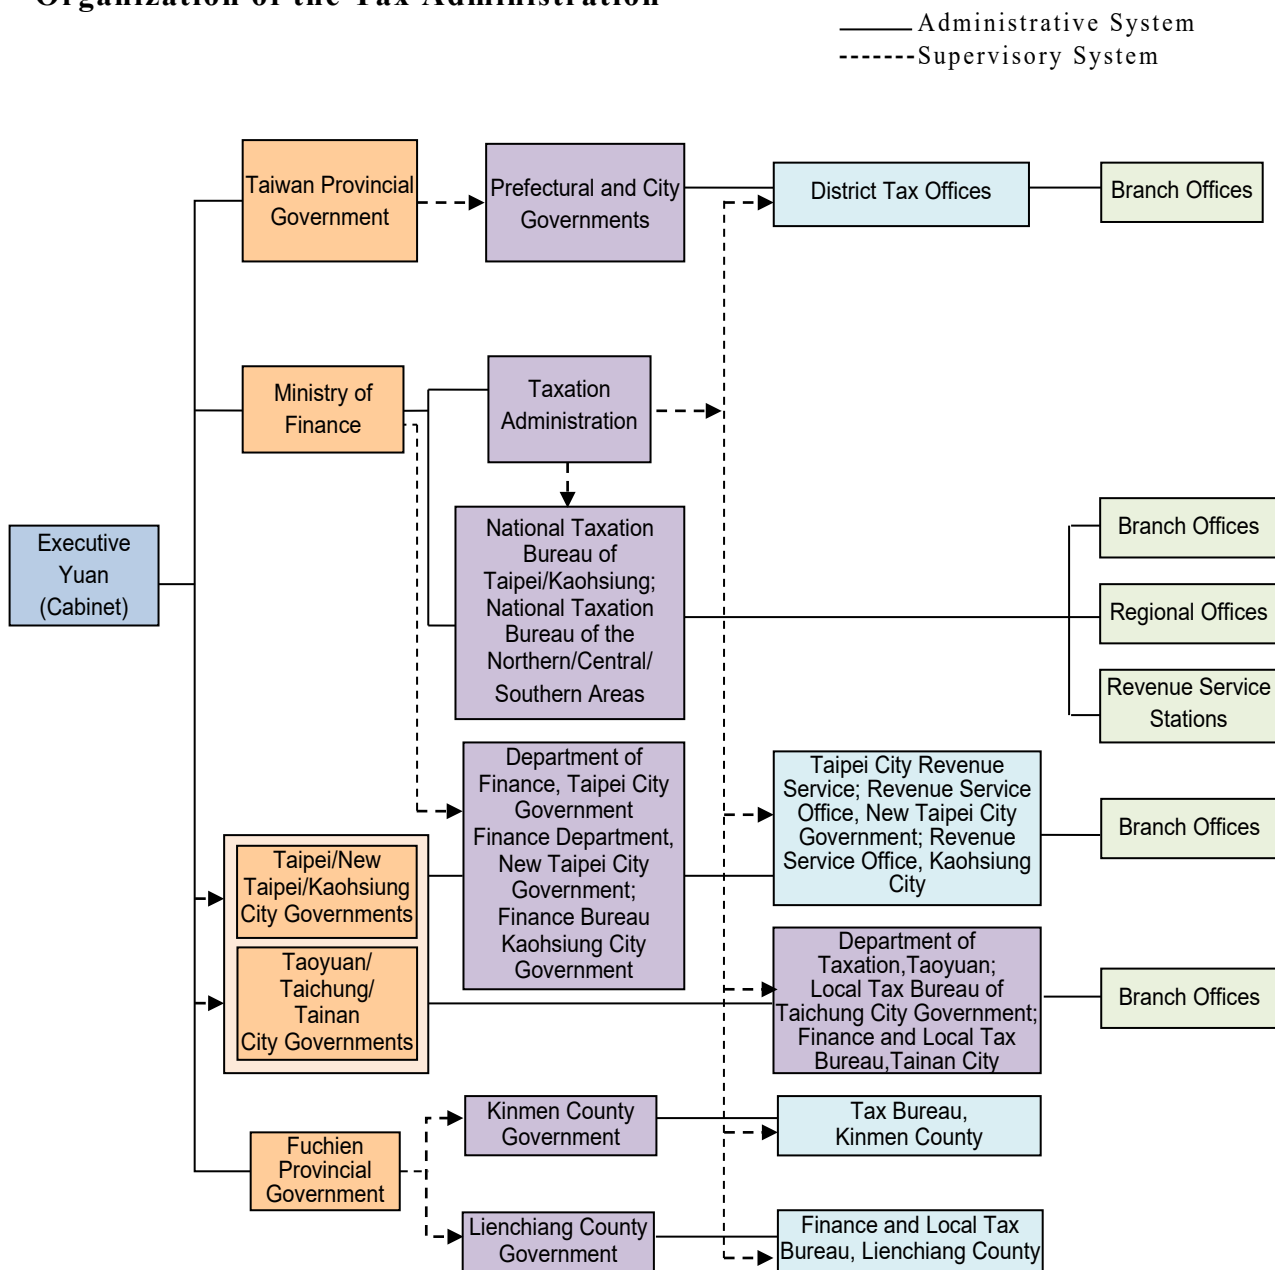 Organization of the Tax Administration
Administrative System
Supervisory System
Taiwan Provincial
Government
Prefectural and City
Governments
District Tax Offices
Branch Offices
Ministry of
Finance
Taxation
Administration
Executive
Yuan
(Cabinet)
National Taxation
Bureau of
Taipei/Kaohsiung;
National Taxation
Bureau of the
Northern/Central/
Southern Areas
Branch Offices
Regional Offices
Revenue Service
Stations
Taipei/New
Taipei/Kaohsiung
City Governments
Department of
Finance, Taipei City
Government
Finance Department,
New Taipei City
Government;
Finance Bureau
Kaohsiung City
Government
Taipei City Revenue
Service; Revenue Service
Office, New Taipei City
Government; Revenue
Service Office, Kaohsiung
City
Branch Offices
Taoyuan/
Taichung/
Tainan
City Governments
Department of
Taxation,Taoyuan;
Local Tax Bureau of
Taichung City Government;
Finance and Local Tax
Bureau,Tainan City
Branch Offices
Fuchien
Provincial
Government
Kinmen County
Government
Tax Bureau,
Kinmen County
Lienchiang County
Government
Finance and Local Tax
Bureau, Lienchiang County